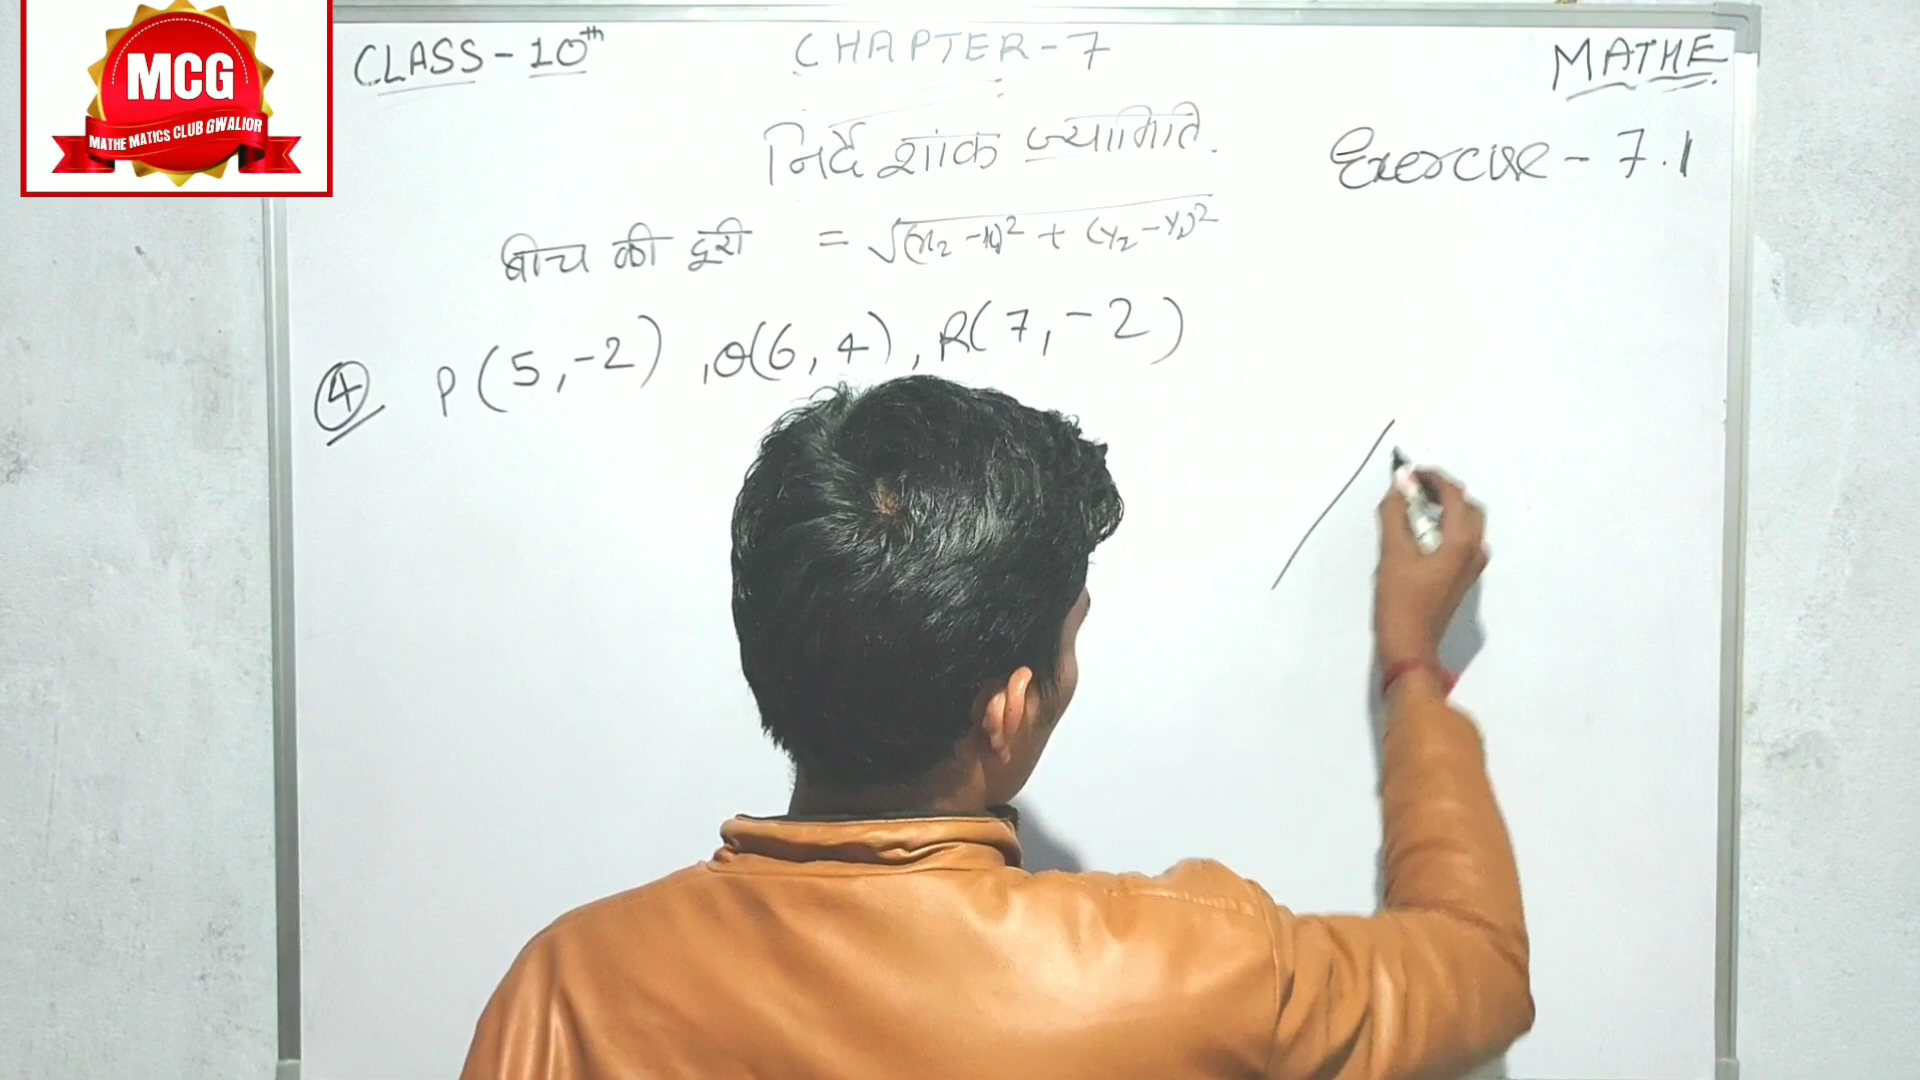 MCG
MATHE MATICS CLUB GWALIOR
CLASS - 10th
CHAPTER - 7
MATHE
निर्देशांक ज्यामिति.
Exercise - 7.1
बीच की दूरी = √(x₂ - x₁)² + (y₂ - y₁)²
④ P(5,-2) ,Q(6,4), R(7,-2)